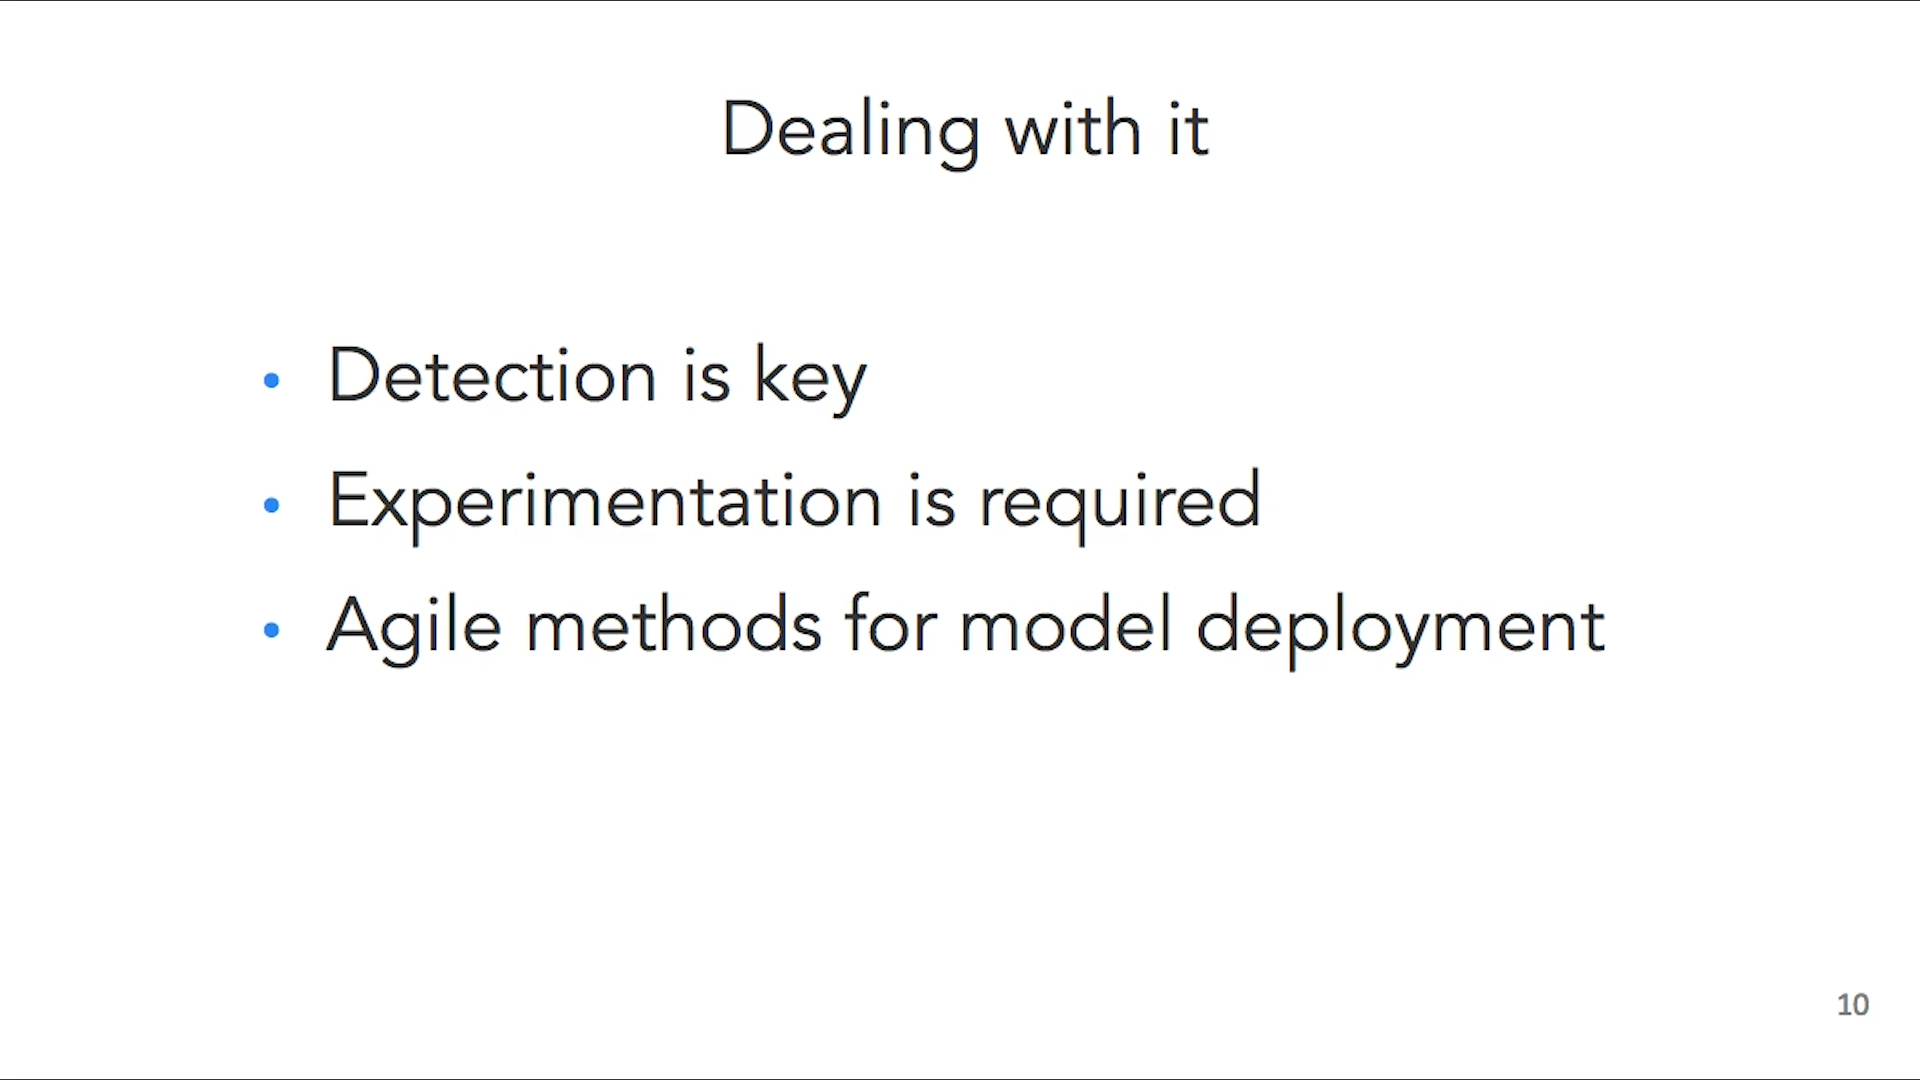 Dealing with it
• Detection is key
• Experimentation is required
• Agile methods for model deployment
10